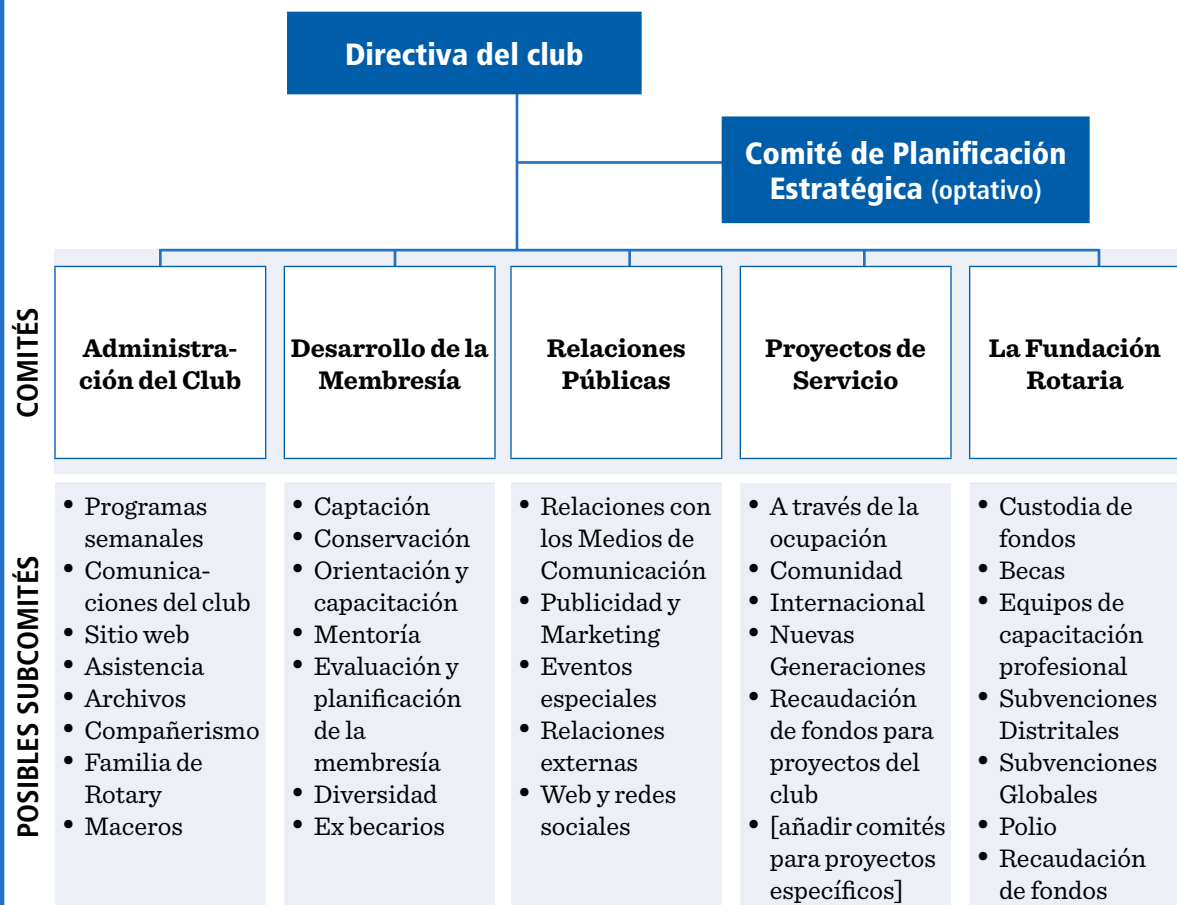 Directiva del club
Comité de Planificación
Estratégica (optativo)
COMITÉS
Administra-
ción del Club
Desarrollo de la
Membresía
Relaciones
Públicas
Proyectos de
Servicio
La Fundación
Rotaria
POSIBLES SUBCOMITÉS
• Programas
semanales
• Comunica-
ciones del club
• Sitio web
• Asistencia
• Archivos
• Compañerismo
• Familia de
Rotary
• Maceros
• Captación
• Conservación
• Orientación y
capacitación
• Mentoría
• Evaluación y
planificación
de la
membresía
• Diversidad
• Ex becarios
• Relaciones con
los Medios de
Comunicación
• Publicidad y
Marketing
• Eventos
especiales
• Relaciones
externas
• Web y redes
sociales
• A través de la
ocupación
• Comunidad
• Internacional
• Nuevas
Generaciones
• Recaudación
de fondos para
proyectos del
club
• [añadir comités
para proyectos
específicos]
• Custodia de
fondos
• Becas
• Equipos de
capacitación
profesional
• Subvenciones
Distritales
• Subvenciones
Globales
• Polio
• Recaudación
de fondos